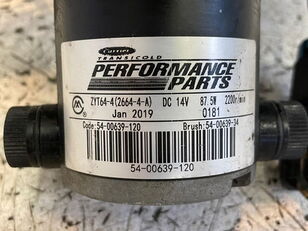 Carrier
TRANSICOLD
PERFORMANCE
PARTS
ZYT64-4(2664-4-A) DC 14V 87.5W 2200r/min
Jan 2019 0181
Code:54-00639-120 Brush:54-00639-34
54-00639-120